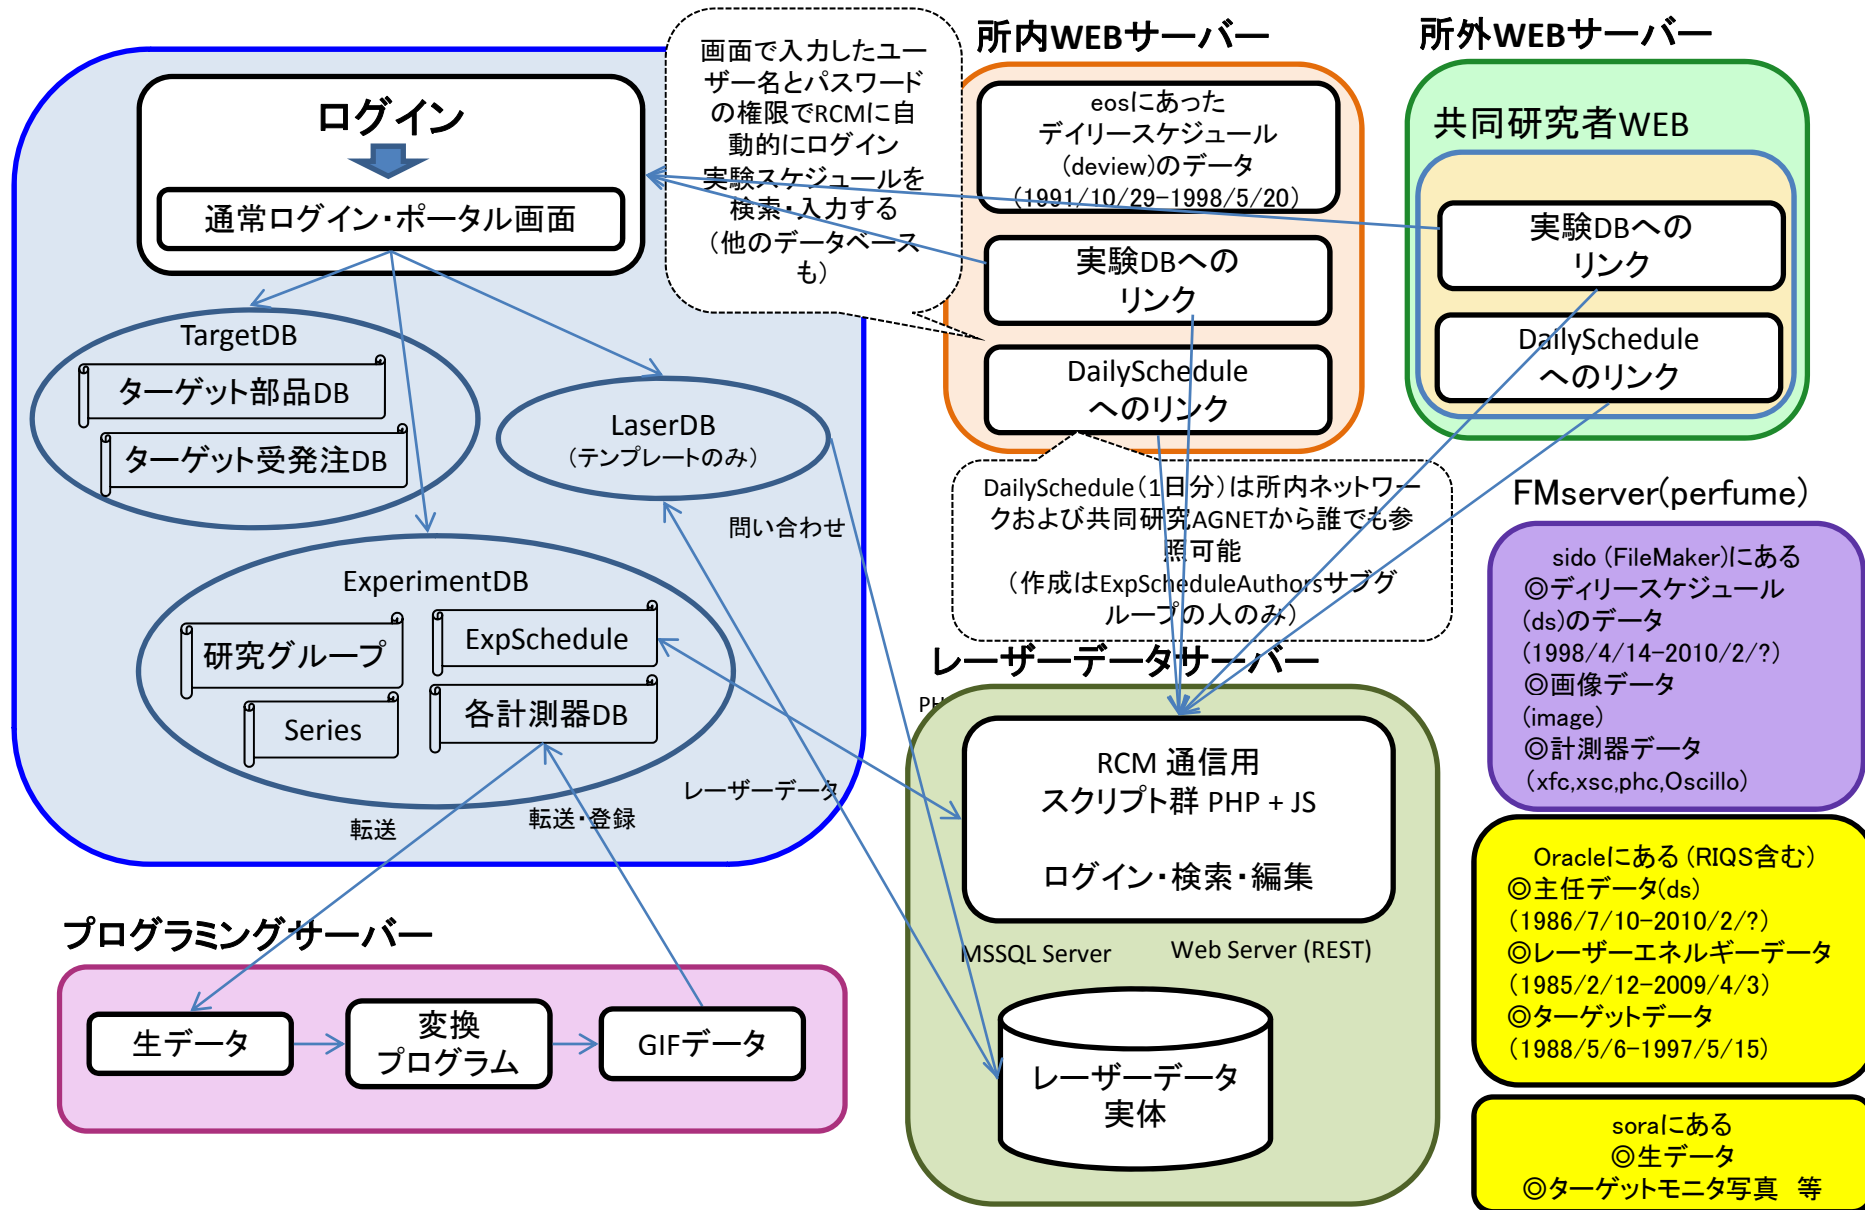 所内WEBサーバー
所外WEBサーバー
ログイン
通常ログイン・ポータル画面
画面で入力したユー
ザー名とパスワード
の権限でRCMに自
動的にログイン
実験スケジュールを
検索・入力する
（他のデータベース
も）
eosにあった
デイリースケジュール
(deview)のデータ
(1991/10/29-1998/5/20)
実験DBへの
リンク
DailySchedule
へのリンク
共同研究者WEB
実験DBへの
リンク
DailySchedule
へのリンク
TargetDB
ターゲット部品DB
ターゲット受発注DB
LaserDB
（テンプレートのみ）
問い合わせ
DailySchedule（1日分）は所内ネットワー
クおよび共同研究AGNETから誰でも参
照可能
（作成はExpScheduleAuthorsサブグ
ループの人のみ）
ExperimentDB
研究グループ
ExpSchedule
Series
各計測器DB
レーザーデータ
転送
転送・登録
FMserver(perfume)
sido (FileMaker)にある
◎ディリースケジュール
(ds)のデータ
(1998/4/14-2010/2/?)
◎画像データ
(image)
◎計測器データ
(xfc,xsc,phc,Oscillo)
Oracleにある (RIQS含む)
◎主任データ(ds)
(1986/7/10-2010/2/?)
◎レーザーエネルギーデータ
(1985/2/12-2009/4/3)
◎ターゲットデータ
(1988/5/6-1997/5/15)
soraにある
◎生データ
◎ターゲットモニタ写真　等
レーザーデータサーバー
RCM 通信用
スクリプト群 PHP + JS
ログイン・検索・編集
MSSQL Server
Web Server (REST)
レーザーデータ
実体
プログラミングサーバー
生データ
変換
プログラム
GIFデータ